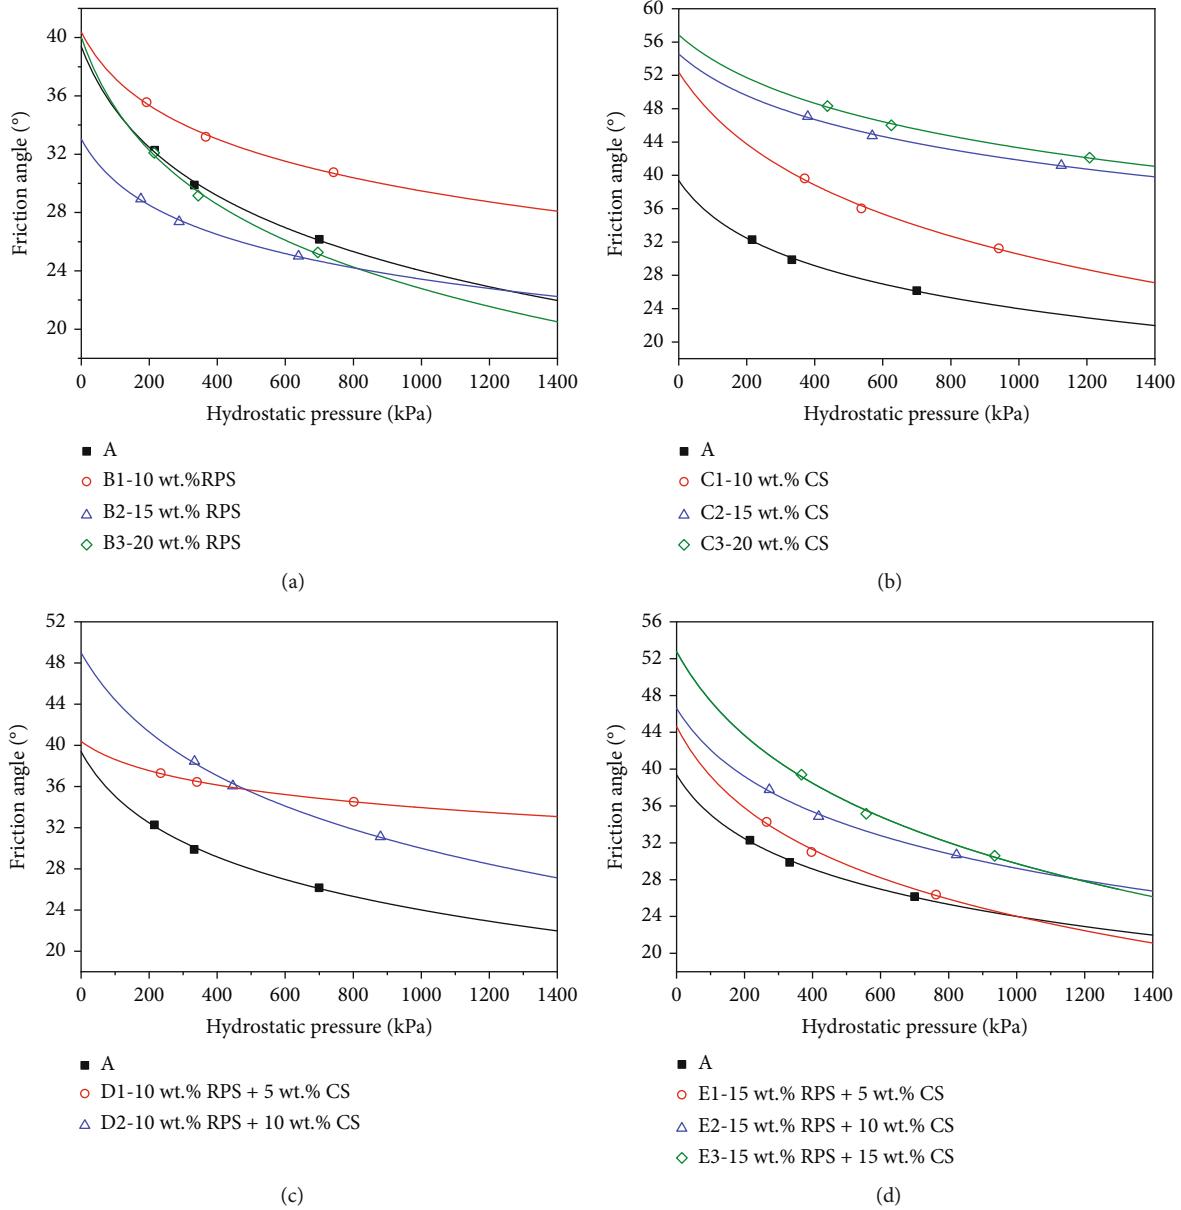 40
36
32
28
24
20
Friction angle (°)
0 200 400 600 800 1000 1200 1400
Hydrostatic pressure (kPa)
A
B1-10 wt.%RPS
B2-15 wt.% RPS
B3-20 wt.% RPS
(a)
60
56
52
48
44
40
36
32
28
24
20
Friction angle (°)
0 200 400 600 800 1000 1200 1400
Hydrostatic pressure (kPa)
A
C1-10 wt.% CS
C2-15 wt.% CS
C3-20 wt.% CS
(b)
52
48
44
40
36
32
28
24
20
Friction angle (°)
0 200 400 600 800 1000 1200 1400
Hydrostatic pressure (kPa)
A
D1-10 wt.% RPS + 5 wt.% CS
D2-10 wt.% RPS + 10 wt.% CS
(c)
56
52
48
44
40
36
32
28
24
20
Friction angle (°)
0 200 400 600 800 1000 1200 1400
Hydrostatic pressure (kPa)
A
E1-15 wt.% RPS + 5 wt.% CS
E2-15 wt.% RPS + 10 wt.% CS
E3-15 wt.% RPS + 15 wt.% CS
(d)